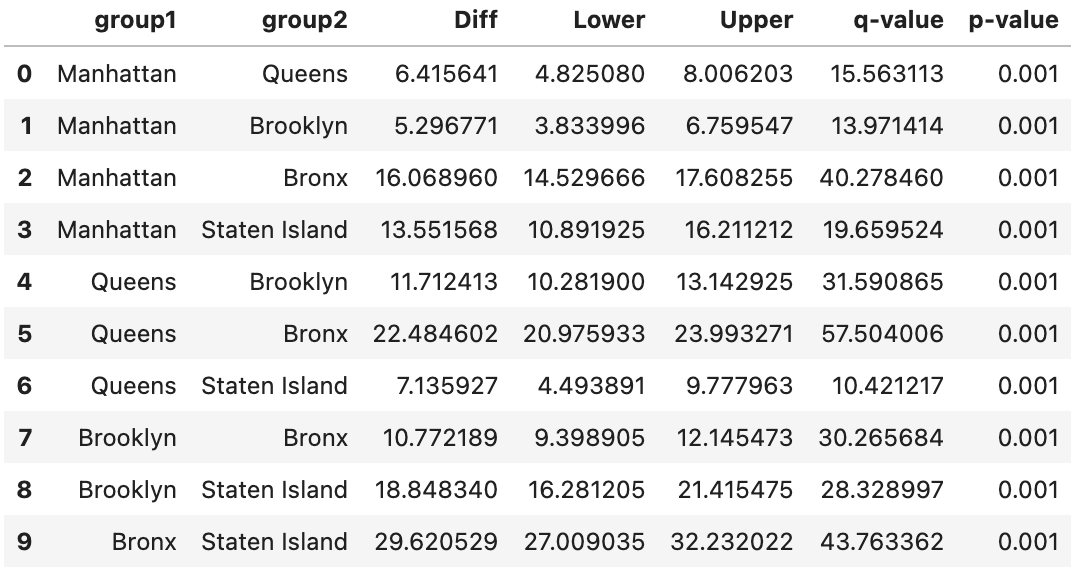 group1 group2 Diff Lower Upper q-value p-value
0 Manhattan Queens 6.415641 4.825080 8.006203 15.563113 0.001
1 Manhattan Brooklyn 5.296771 3.833996 6.759547 13.971414 0.001
2 Manhattan Bronx 16.068960 14.529666 17.608255 40.278460 0.001
3 Manhattan Staten Island 13.551568 10.891925 16.211212 19.659524 0.001
4 Queens Brooklyn 11.712413 10.281900 13.142925 31.590865 0.001
5 Queens Bronx 22.484602 20.975933 23.993271 57.504006 0.001
6 Queens Staten Island 7.135927 4.493891 9.777963 10.421217 0.001
7 Brooklyn Bronx 10.772189 9.398905 12.145473 30.265684 0.001
8 Brooklyn Staten Island 18.848340 16.281205 21.415475 28.328997 0.001
9 Bronx Staten Island 29.620529 27.009035 32.232022 43.763362 0.001